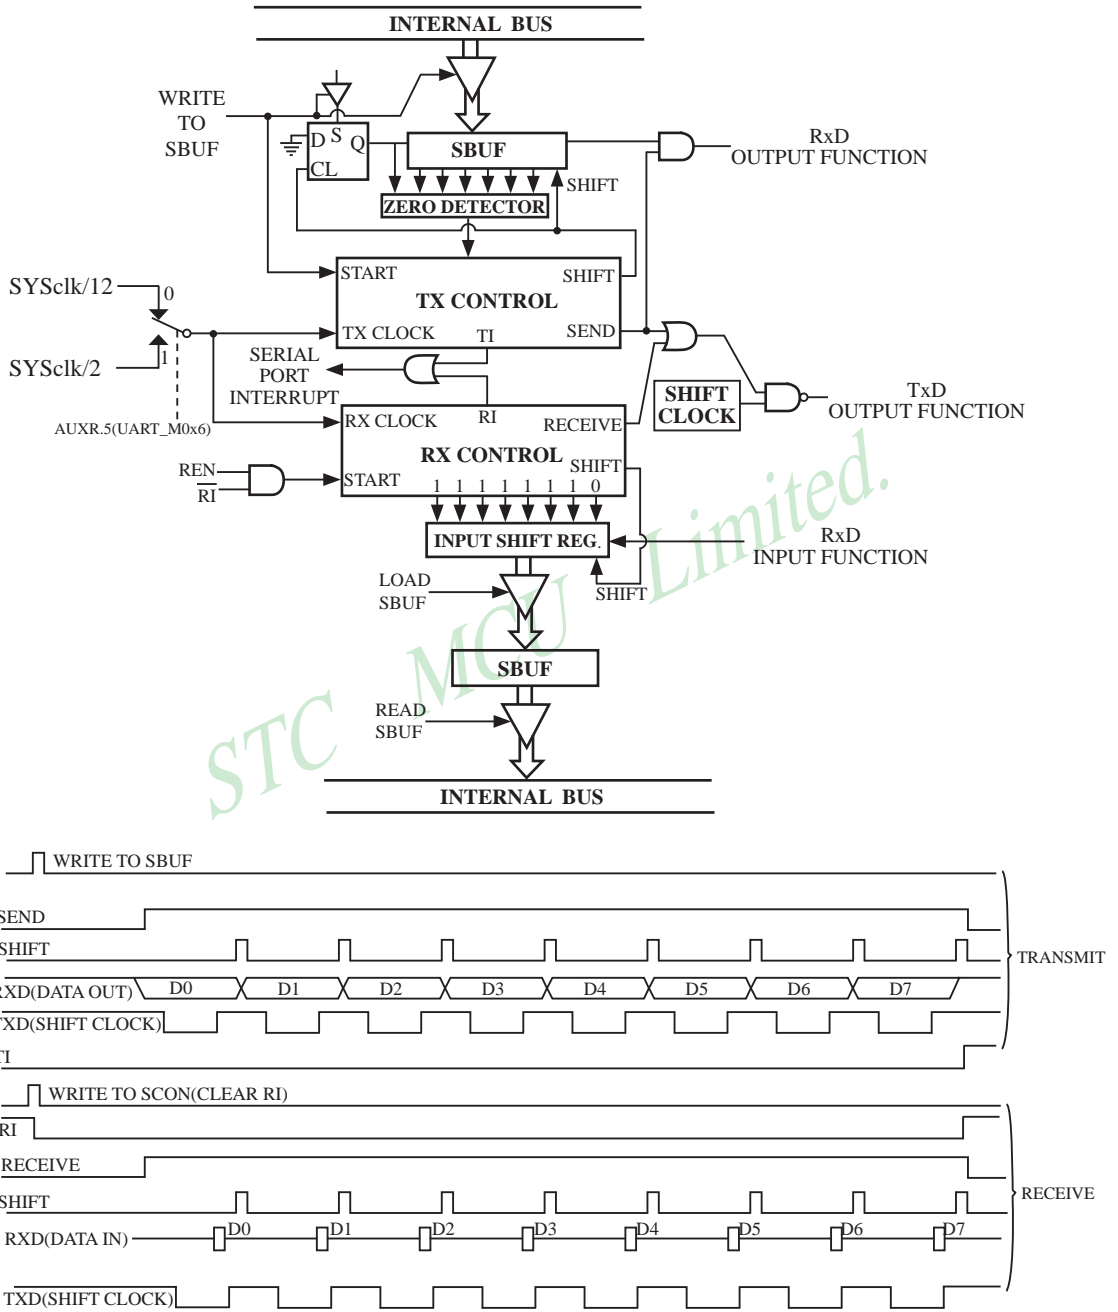 INTERNAL BUS
WRITE
TO
SBUF
D S Q
CL
SBUF
SHIFT
ZERO DETECTOR
RxD
OUTPUT FUNCTION
START
SHIFT
TX CONTROL
TX CLOCK
TI
SEND
SYSclk/12
0
SYSclk/2
1
SERIAL
PORT
INTERRUPT
AUXR.5(UART_M0x6)
SHIFT
CLOCK
TxD
OUTPUT FUNCTION
RX CLOCK
RI
RECEIVE
RX CONTROL
SHIFT
START
REN
RI
1 1 1 1 1 1 1 0
INPUT SHIFT REG.
RxD
INPUT FUNCTION
SHIFT
LOAD
SBUF
SBUF
READ
SBUF
INTERNAL BUS
STC MCU Limited.
WRITE TO SBUF
SEND
SHIFT
RXD(DATA OUT) D0 D1 D2 D3 D4 D5 D6 D7
TXD(SHIFT CLOCK)
TI
TRANSMIT
WRITE TO SCON(CLEAR RI)
RI
RECEIVE
SHIFT
RXD(DATA IN) D0 D1 D2 D3 D4 D5 D6 D7
TXD(SHIFT CLOCK)
RECEIVE